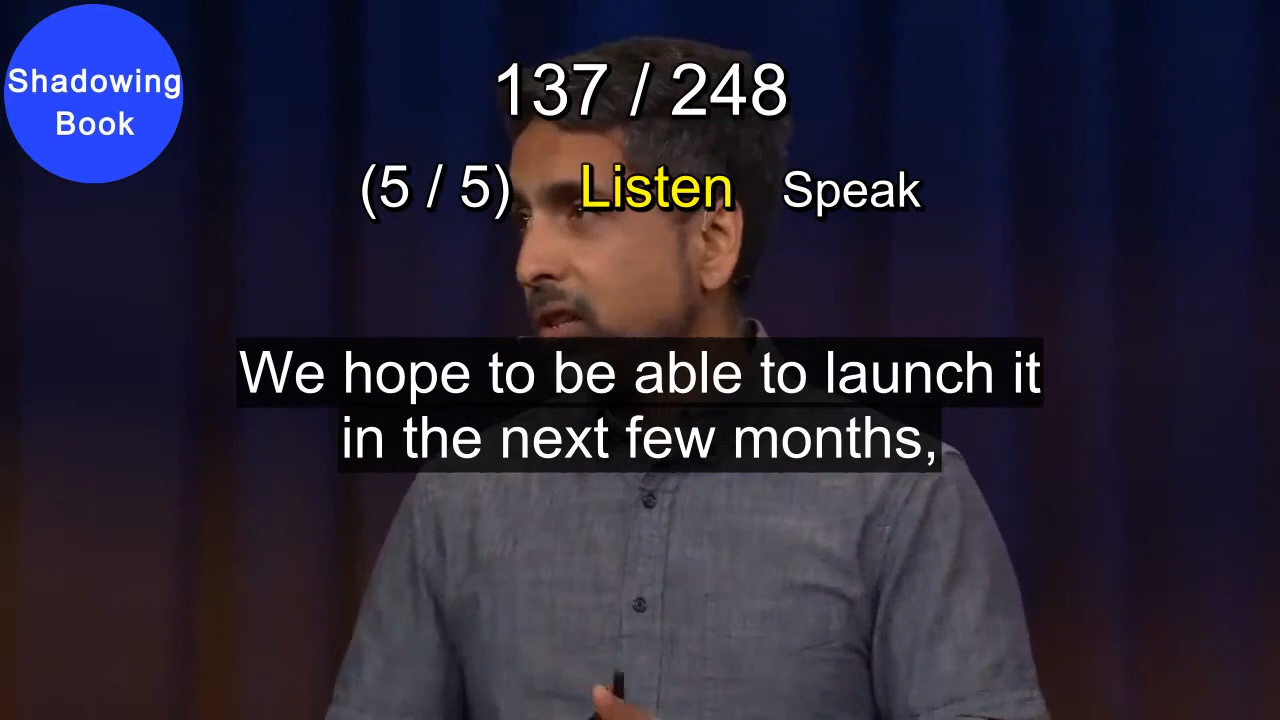 Shadowing
Book
137 / 248
(5 / 5) Listen Speak
We hope to be able to launch it
in the next few months,